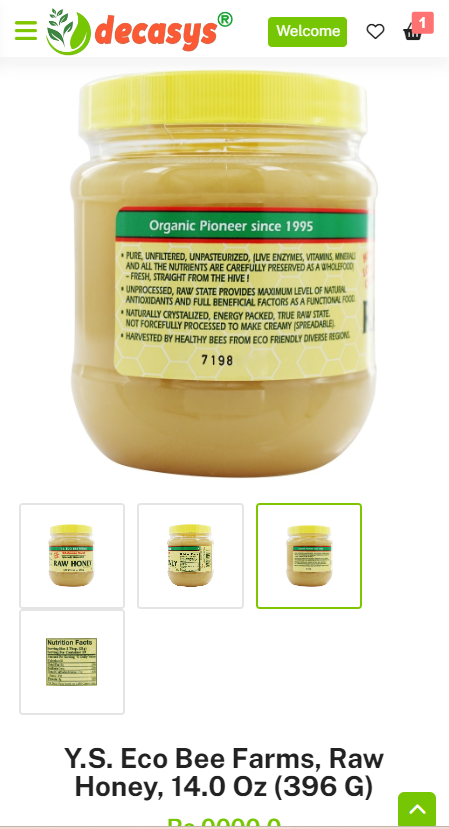 decasys®
Welcome
1
Organic Pioneer since 1995
• PURE, UNFILTERED, UNPASTEURIZED, (LIVE ENZYMES, VITAMINS, MINERALS
AND ALL THE NUTRIENTS ARE CAREFULLY PRESERVED AS A WHOLEFOOD)
– FRESH, STRAIGHT FROM THE HIVE !
• UNPROCESSED, RAW STATE PROVIDES MAXIMUM LEVEL OF NATURAL
ANTIOXIDANTS AND FULL BENEFICIAL FACTORS AS A FUNCTIONAL FOOD.
• NATURALLY CRYSTALIZED, ENERGY PACKED, TRUE RAW STATE.
NOT FORCEFULLY PROCESSED TO MAKE CREAMY (SPREADABLE).
• HARVESTED BY HEALTHY BEES FROM ECO FRIENDLY DIVERSE REGIONS.
7198
RAW HONEY
Nutrition Facts
Y.S. Eco Bee Farms, Raw
Honey, 14.0 Oz (396 G)